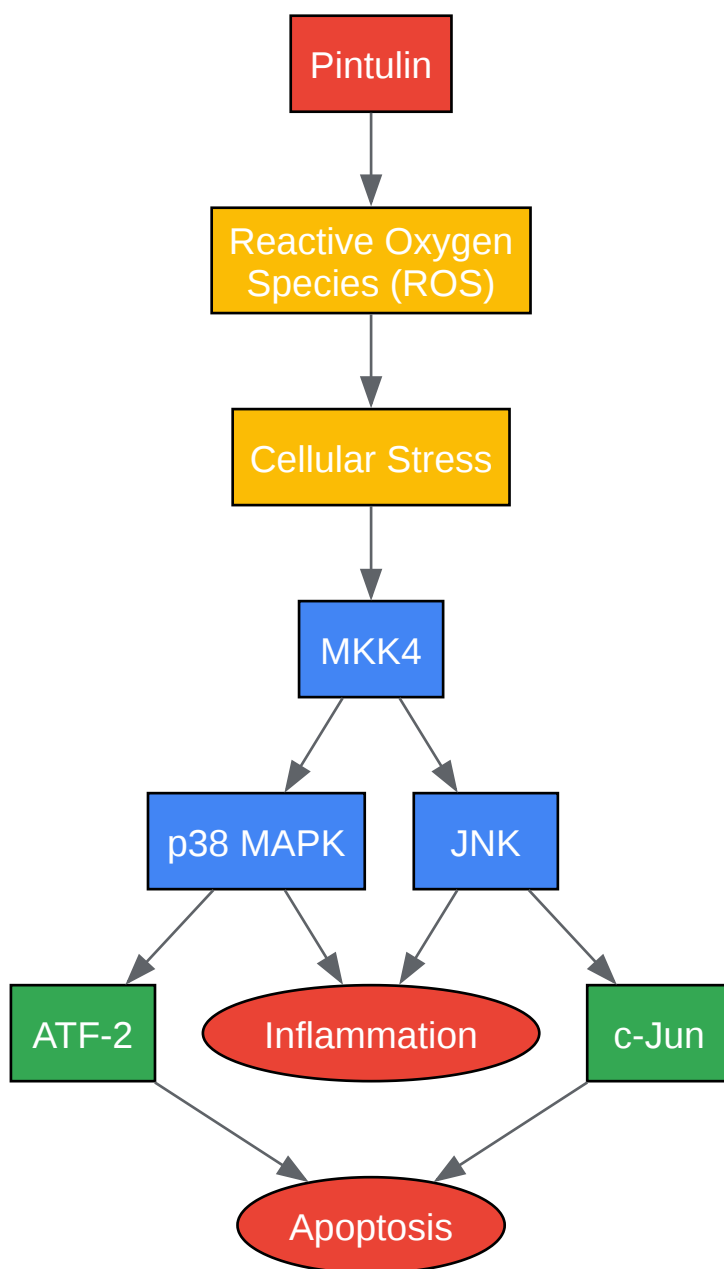 Pintulin
Reactive Oxygen
Species (ROS)
Cellular Stress
MKK4
p38 MAPK
JNK
ATF-2
Inflammation
c-Jun
Apoptosis